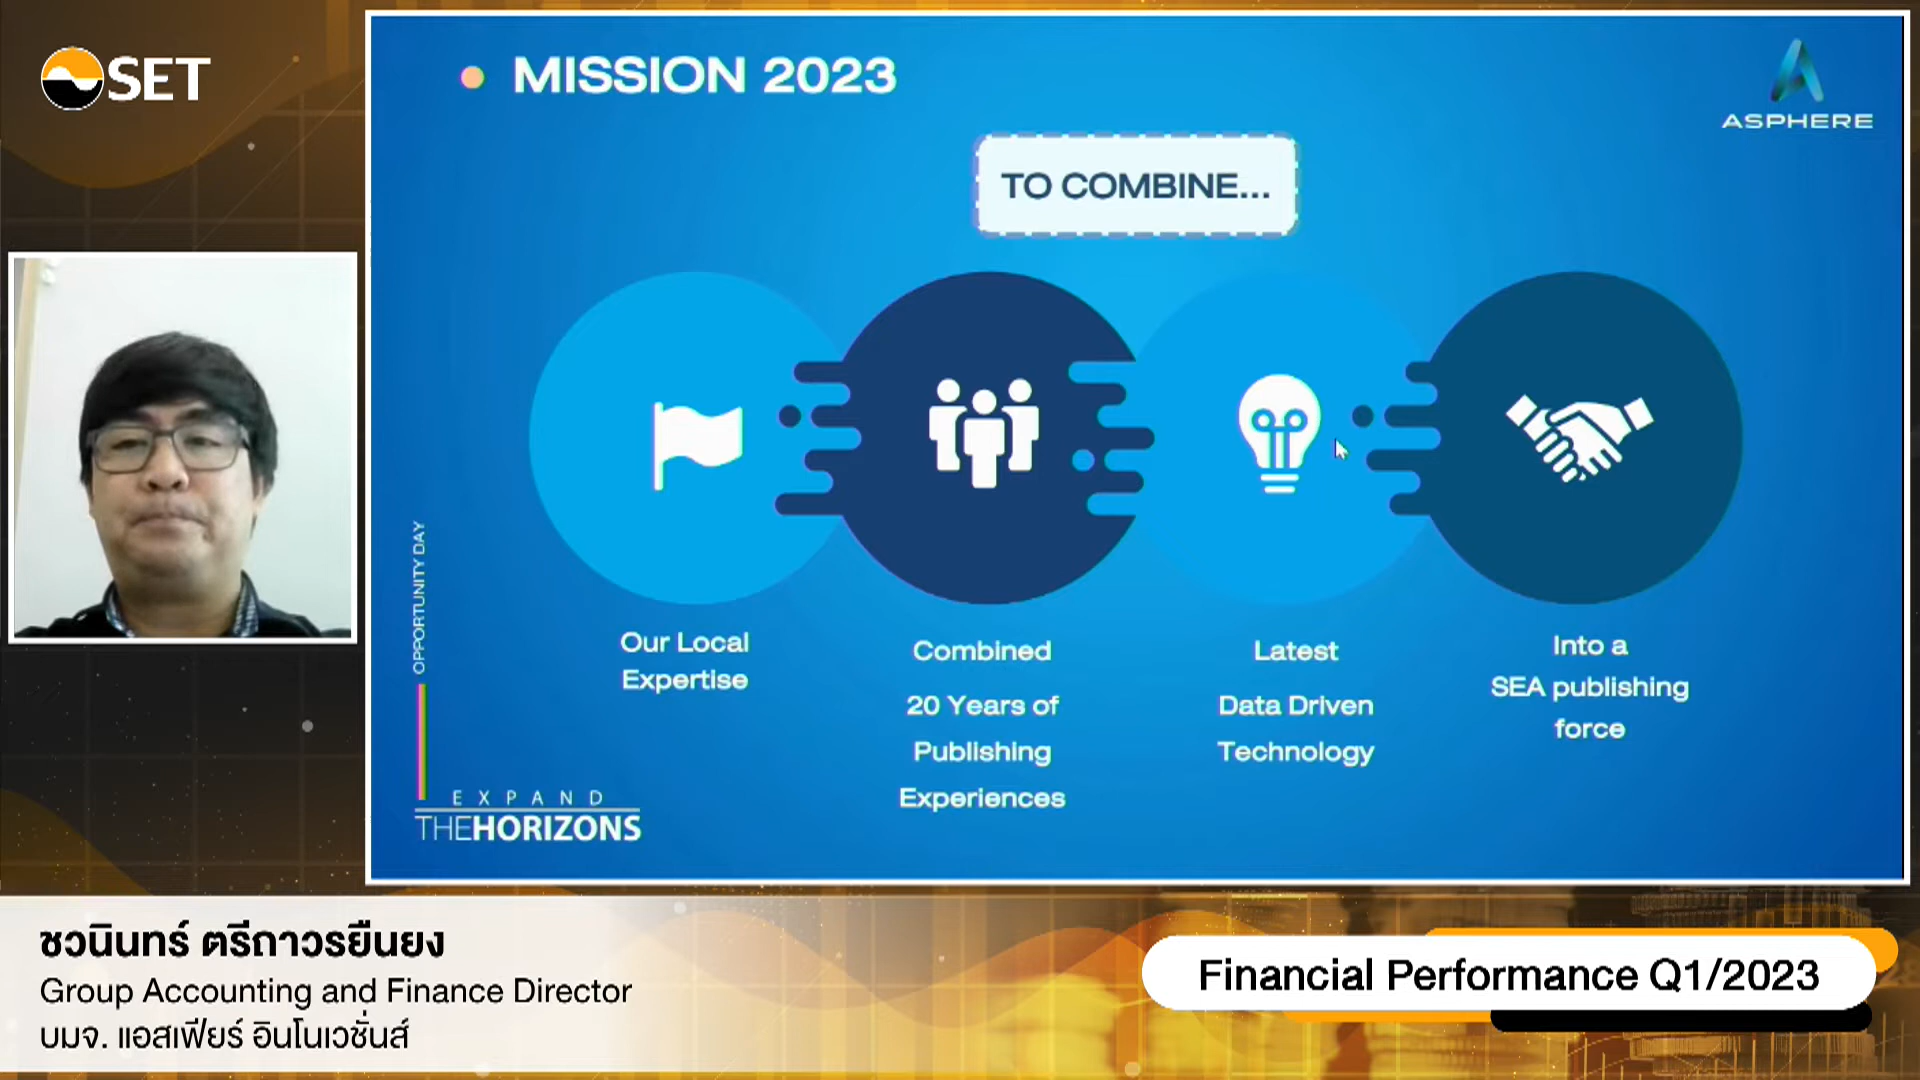 SET
MISSION 2023
ASPHERE
TO COMBINE...
Our Local
Expertise
Combined
20 Years of
Publishing
Experiences
Latest
Data Driven
Technology
Into a
SEA publishing
force
OPPORTUNITY DAY
EXPAND
THEHORIZONS
ชวนินทร์ ตรีถาวรยืนยง
Group Accounting and Finance Director
บมจ. แอสเฟียร์ อินโนเวชั่นส์
Financial Performance Q1/2023